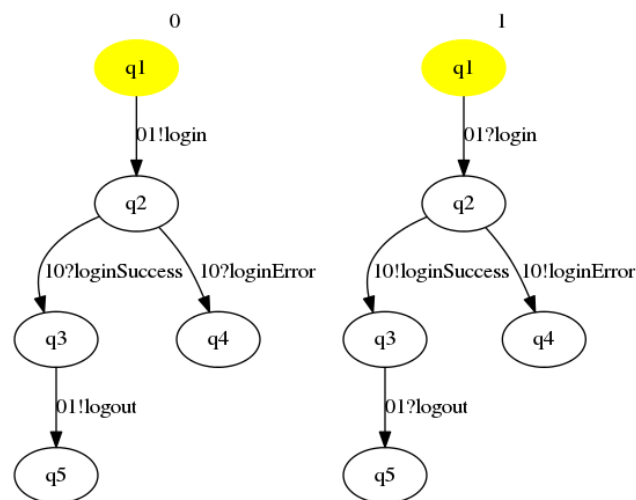 0 1
q1 q1
01!login 01?login
q2 q2
10?loginSuccess 10?loginError 10!loginSuccess 10!loginError
q3 q4 q3 q4
01!logout 01?logout
q5 q5